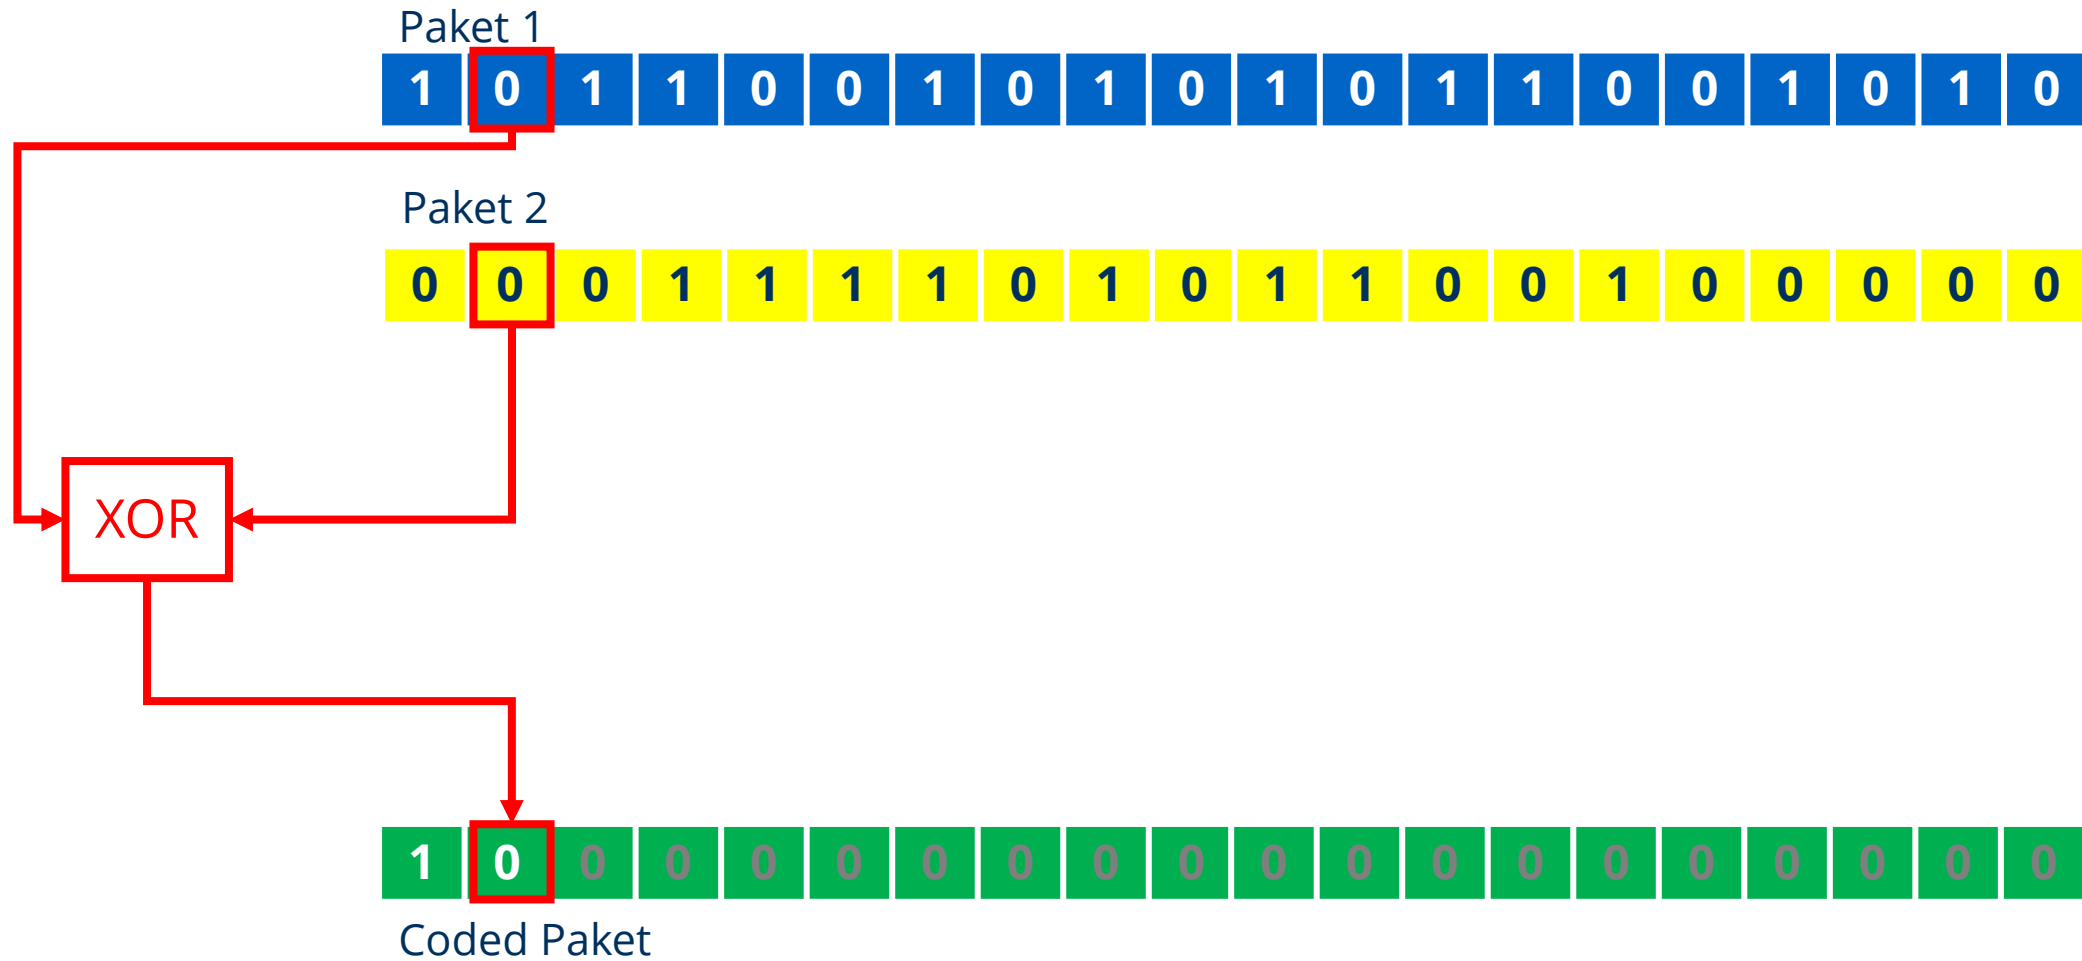 Paket 1
1 0 1 1 0 0 1 0 1 0 1 0 1 1 0 0 1 0 1 0
Paket 2
0 0 0 1 1 1 1 0 1 0 1 1 0 0 1 0 0 0 0 0
XOR
1 0 0 0 0 0 0 0 0 0 0 0 0 0 0 0 0 0 0 0
Coded Paket